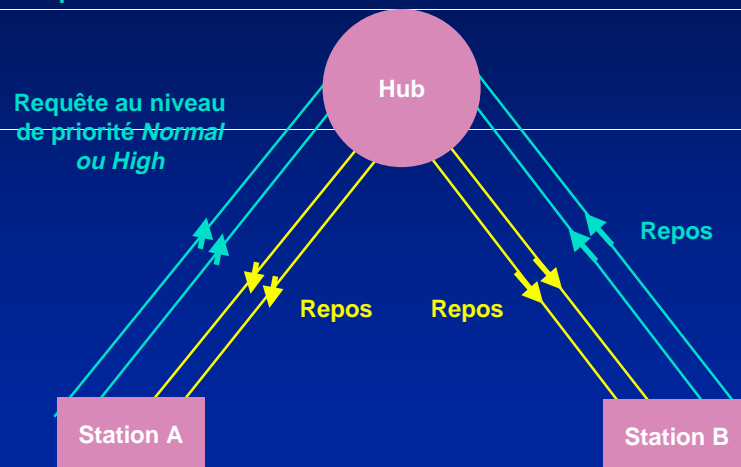 Hub
Requête au niveau
de priorité Normal
ou High
Repos
Repos
Repos
Station A
Station B